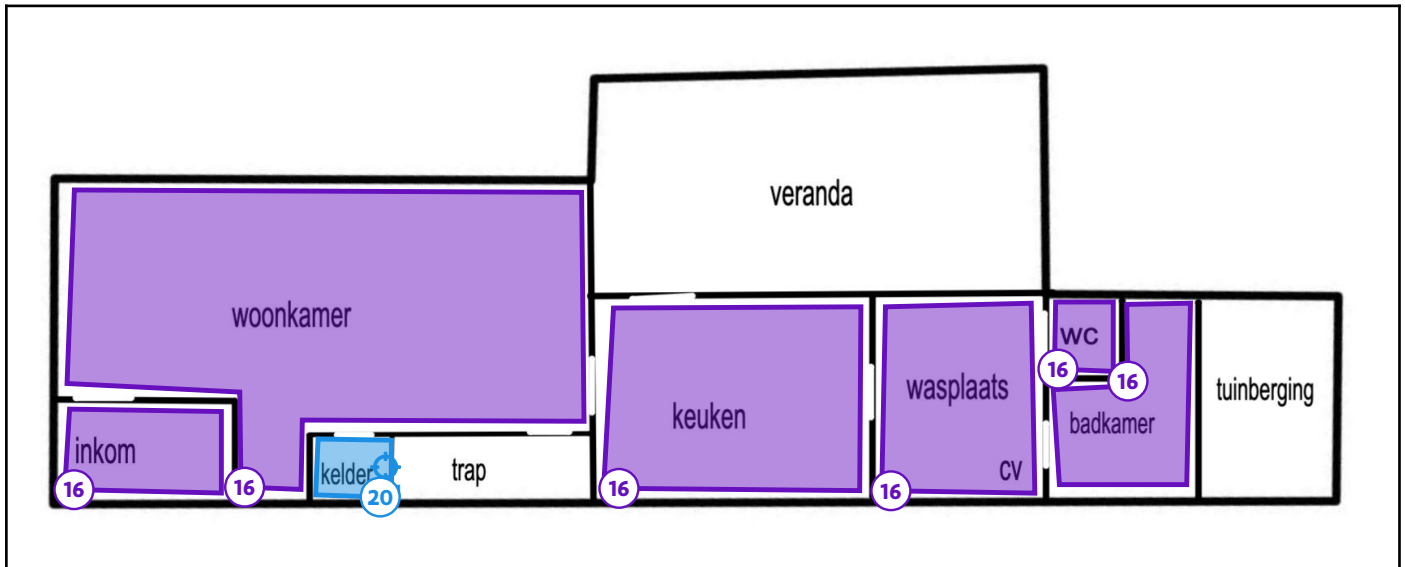 veranda
woonkamer
wc
16
16
wasplaats
tuinberging
keuken
badkamer
inkom
kelder
trap
CV
16
16
20
16
16